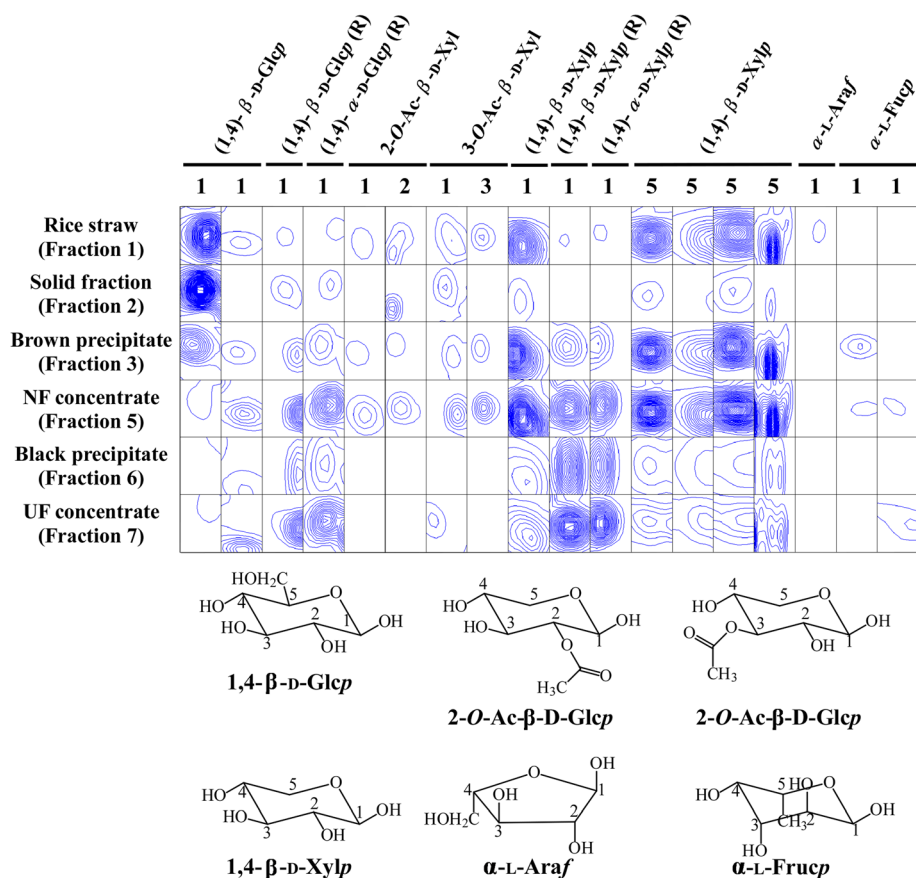 (1,4)- β -D-Glcp
(1,4)- β -D-Glcp (R)
(1,4)- α -D-Glcp (R)
2-O-Ac- β -D-Xyl
3-O-Ac- β -D-Xyl
(1,4)- β -D-Xylp
(1,4)- β -D-Xylp (R)
(1,4)- α -D-Xylp (R)
(1,4)- β -D-Xylp
α-L-Araf
α-L-Fucp
1 1 1 1 1 2 1 3 1 1 1 5 5 5 5 1 1 1
Rice straw
(Fraction 1)
Solid fraction
(Fraction 2)
Brown precipitate
(Fraction 3)
NF concentrate
(Fraction 5)
Black precipitate
(Fraction 6)
UF concentrate
(Fraction 7)
HOH2C 5 O
HO 4 2 1 OH
HO 3 OH
1,4-β-D-Glcp
4 5 O
HO 2 OH
HO 3 1
O
H3C O
2-O-Ac-β-D-Glcp
4 5 O
HO 2 OH
O O 3 OH 1
CH3
2-O-Ac-β-D-Glcp
5 O
HO 4 2 1 OH
HO 3 OH
1,4-β-D-Xylp
O OH
4 OH 1
HOH2C 3 2
OH
α-L-Araf
5 HO O
HO 4 OH
3 CH3 2 1
HO
α-L-Frucp